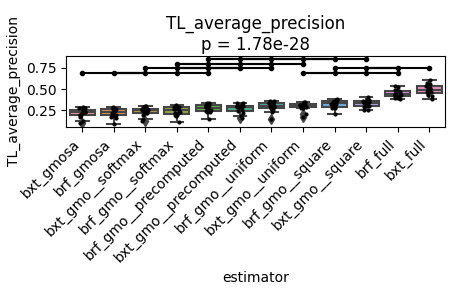 TL_average_precision
p = 1.78e-28
TL_average_precision
0.75
0.50
0.25
bxt_gmosa
brf_gmosa
bxt_gmo__softmax
brf_gmo__softmax
brf_gmo__precomputed
bxt_gmo__precomputed
brf_gmo__uniform
bxt_gmo__uniform
brf_gmo__square
bxt_gmo__square
brf_full
bxt_full
estimator